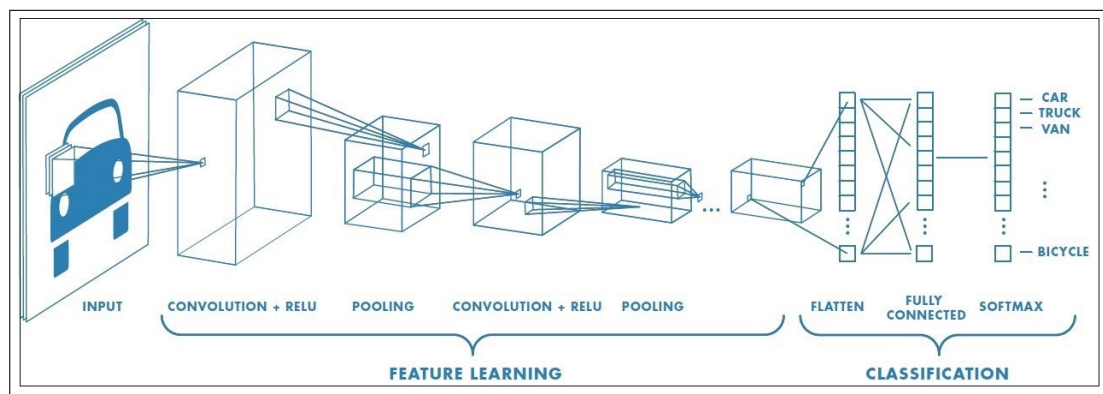 CAR
TRUCK
VAN
BICYCLE
INPUT
CONVOLUTION + RELU
POOLING
CONVOLUTION + RELU
POOLING
FLATTEN
FULLY
CONNECTED
SOFTMAX
FEATURE LEARNING
CLASSIFICATION